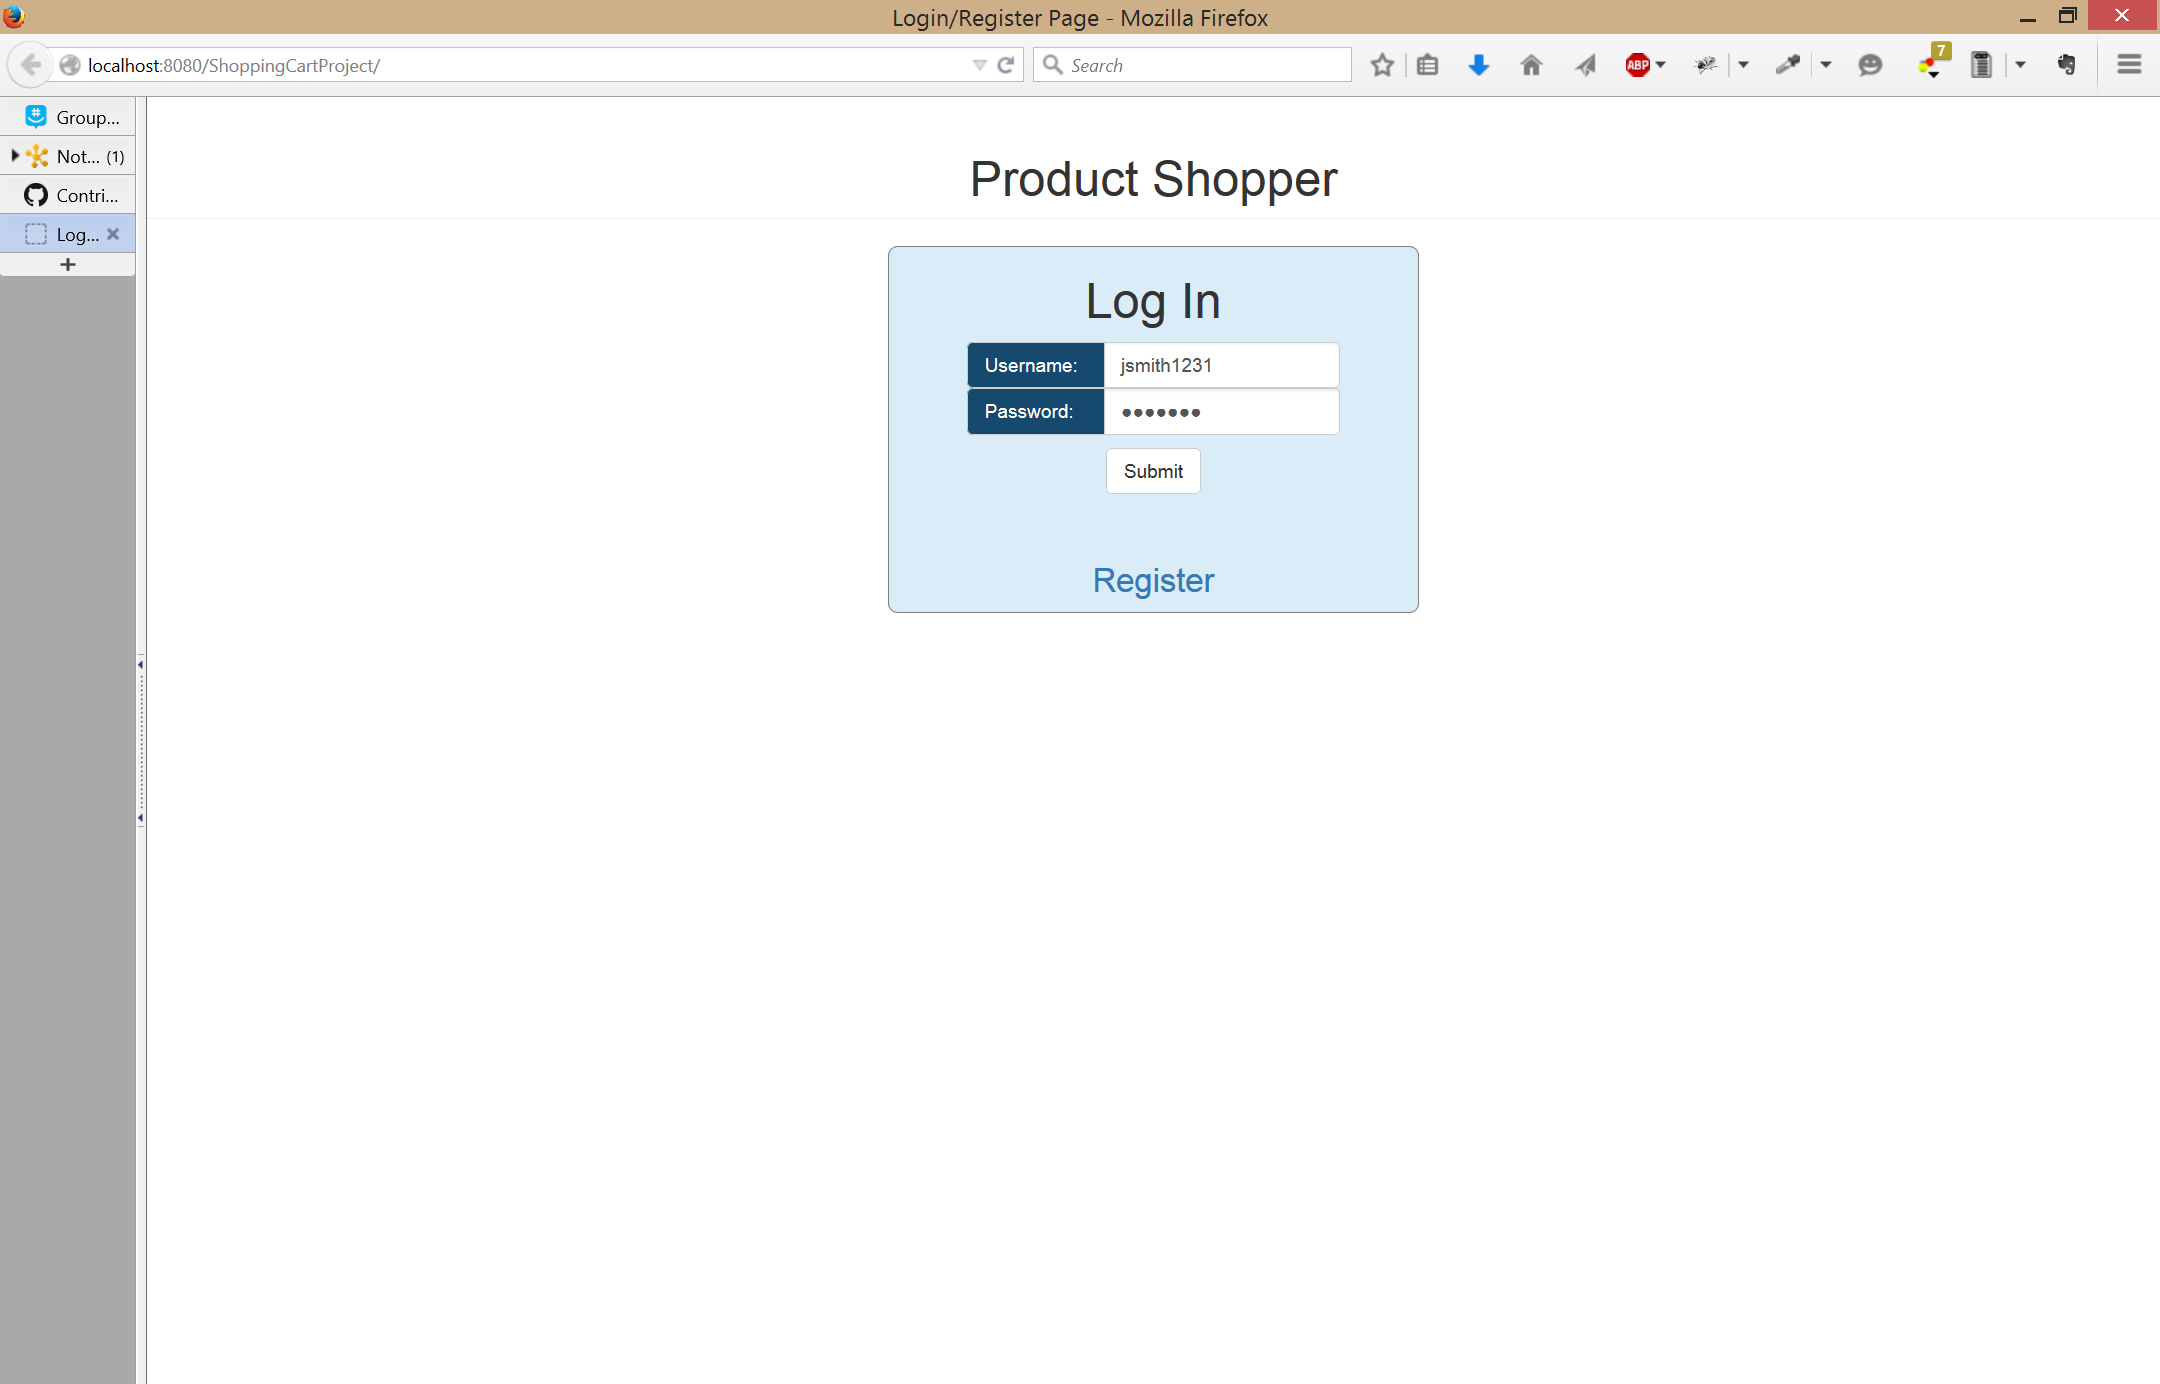 Login/Register Page - Mozilla Firefox
localhost:8080/ShoppingCartProject/
Search
ABP
7
Group...
Not... (1)
Contri...
Log...
Product Shopper
Log In
Username: jsmith1231
Password: ●●●●●●●
Submit
Register